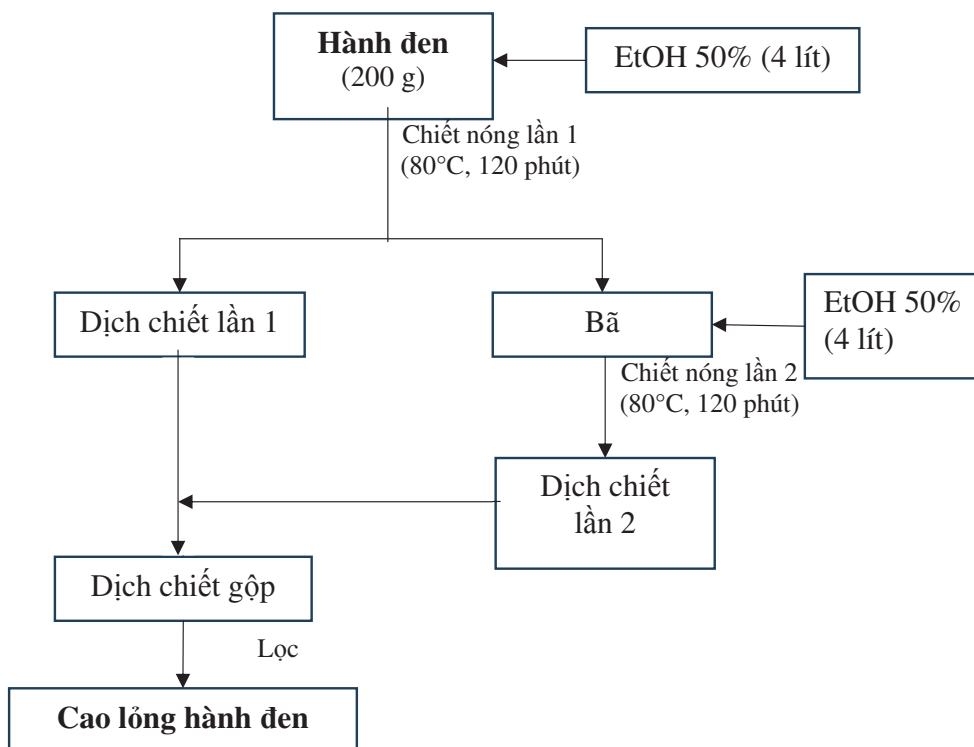 Hành đen
(200 g)
EtOH 50% (4 lít)
Chiết nóng lần 1
(80°C, 120 phút)
Dịch chiết lần 1
Bã
EtOH 50%
(4 lít)
Chiết nóng lần 2
(80°C, 120 phút)
Dịch chiết
lần 2
Dịch chiết gộp
Lọc
Cao lỏng hành đen